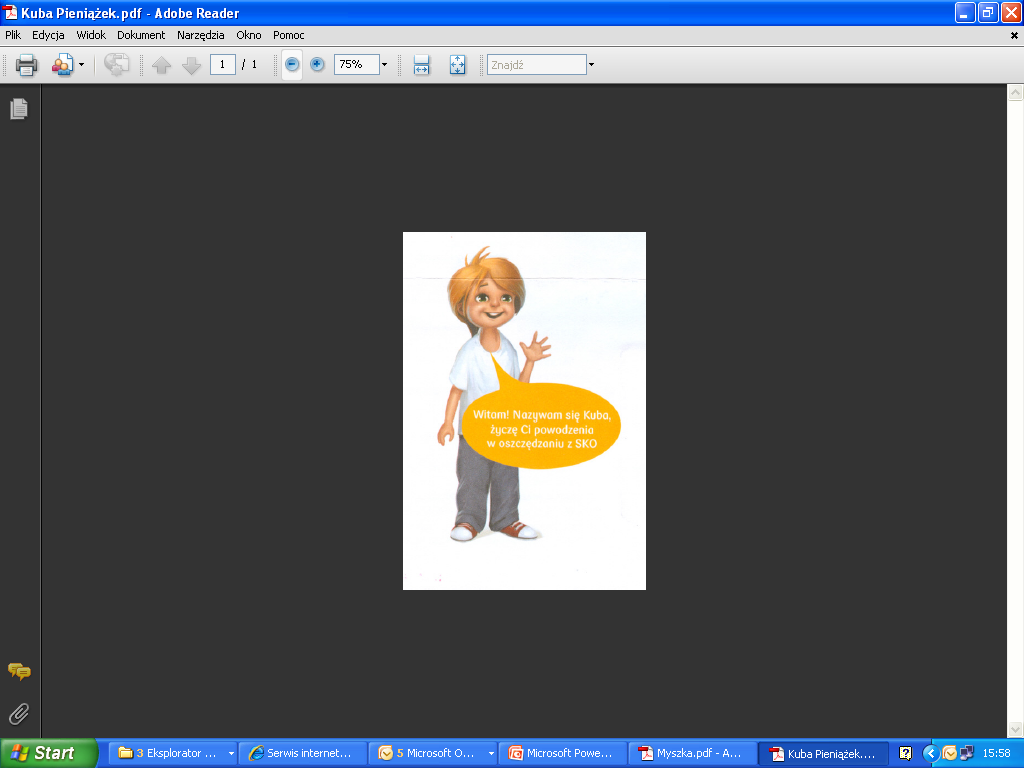 Kuba Pieniążek.pdf - Adobe Reader
Plik Edycja Widok Dokument Narzędzia Okno Pomoc
1 / 1 75% Znajdź
Witam! Nazywam się Kuba,
życzę Ci powodzenia
w oszczędzaniu z SKO
Start 3 Eksplorator ... Serwis internet... 5 Microsoft O... Microsoft Powe... Myszka.pdf - A... Kuba Pieniążek.... 15:58